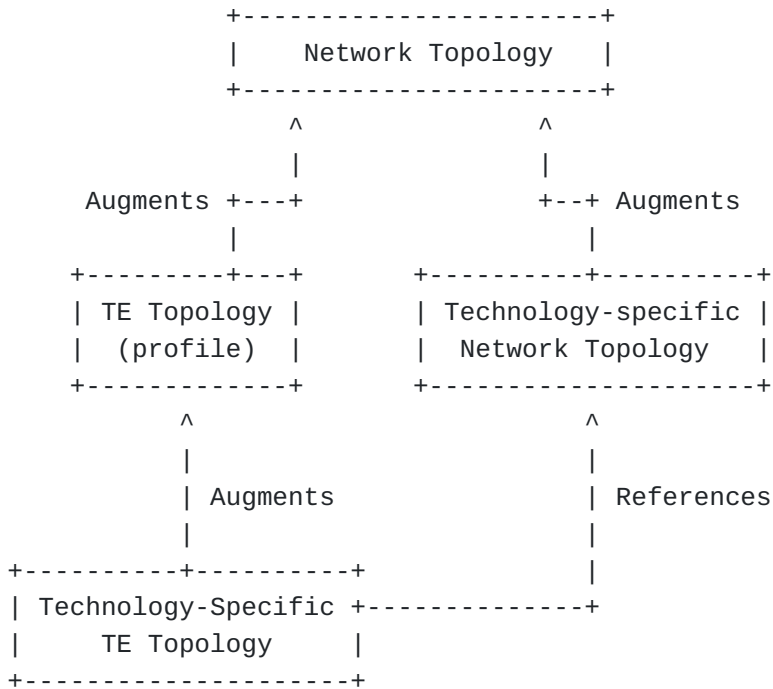 Network Topology
Augments
Augments
TE Topology
(profile)
Technology-specific
Network Topology
Augments
References
Technology-Specific
TE Topology